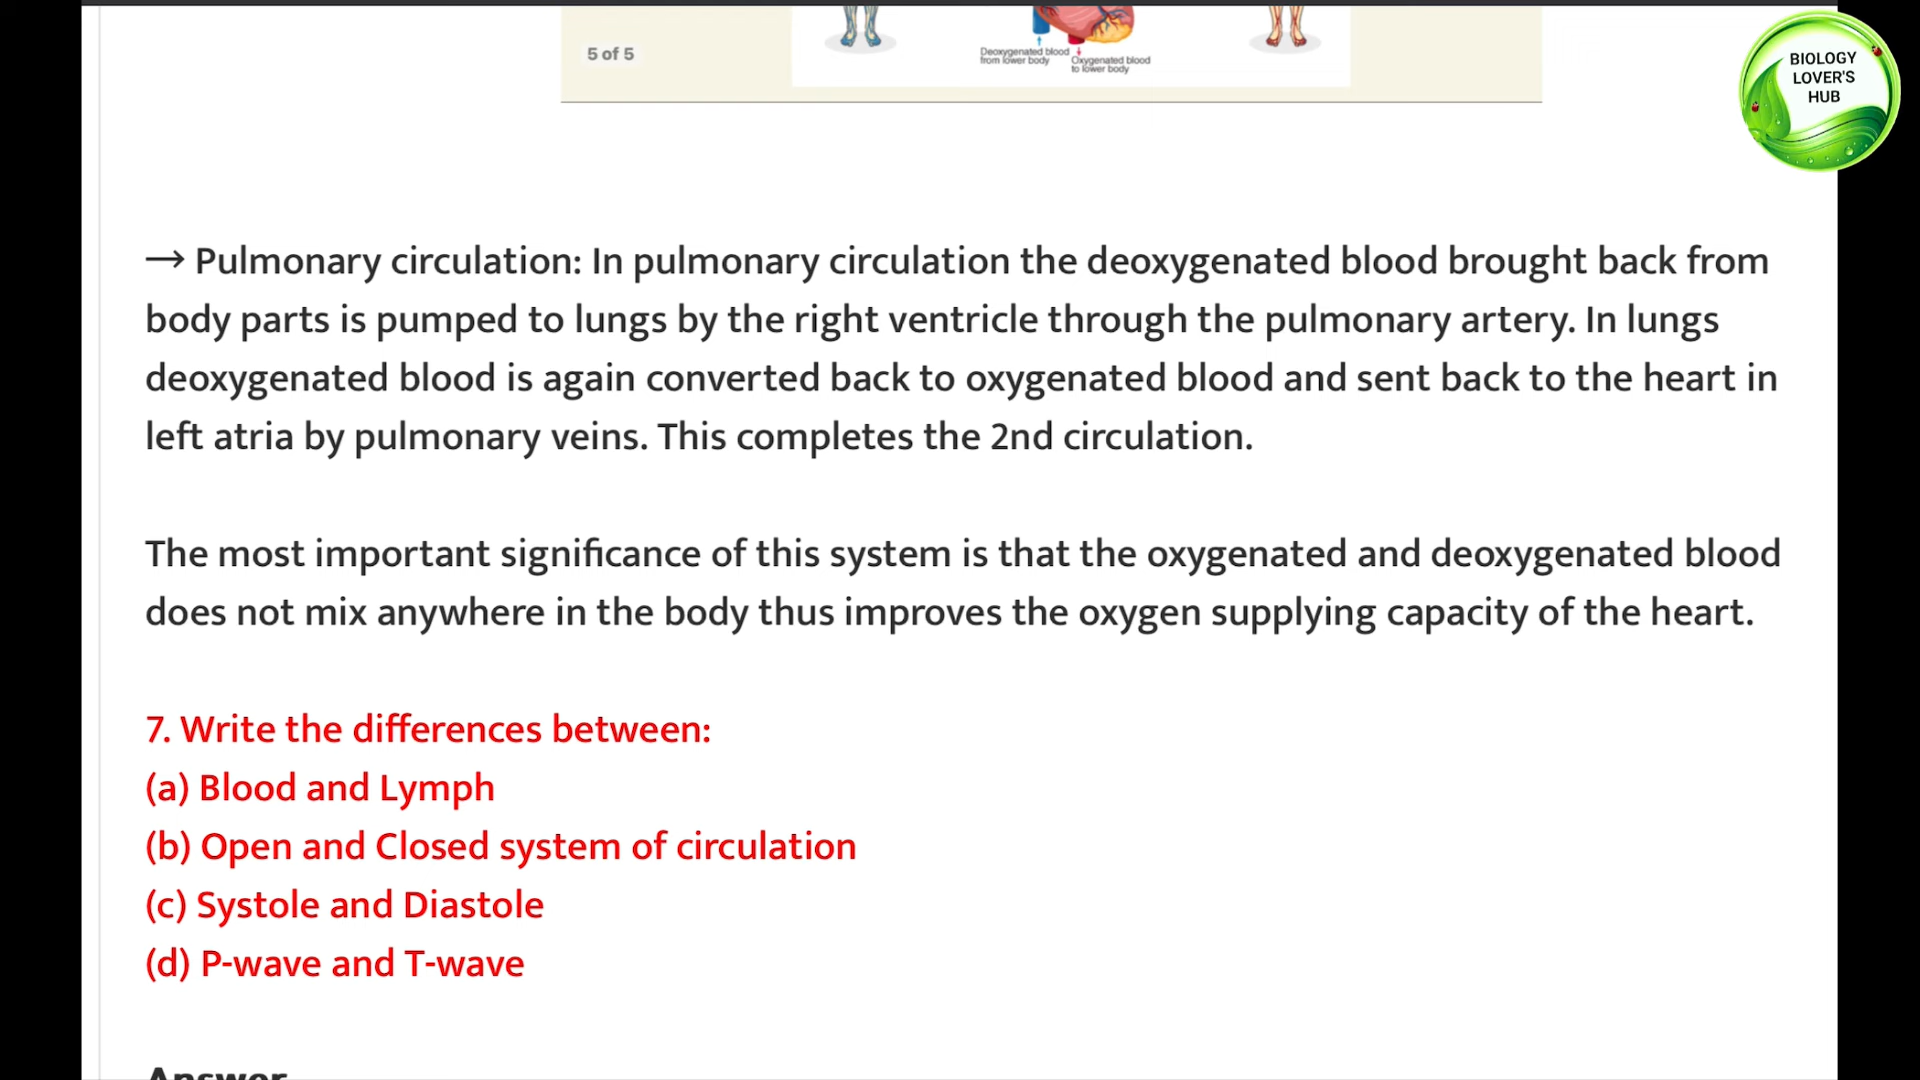 5 of 5
Deoxygenated blood
from lower body
Oxygenated blood
to lower body
BIOLOGY
LOVER'S
HUB
→ Pulmonary circulation: In pulmonary circulation the deoxygenated blood brought back from
body parts is pumped to lungs by the right ventricle through the pulmonary artery. In lungs
deoxygenated blood is again converted back to oxygenated blood and sent back to the heart in
left atria by pulmonary veins. This completes the 2nd circulation.
The most important significance of this system is that the oxygenated and deoxygenated blood
does not mix anywhere in the body thus improves the oxygen supplying capacity of the heart.
7. Write the differences between:
(a) Blood and Lymph
(b) Open and Closed system of circulation
(c) Systole and Diastole
(d) P-wave and T-wave
Answer